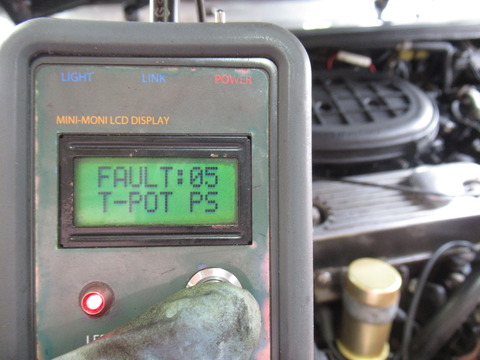 LIGHT LINK POWER
MINI-MONI LCD DISPLAY
FAULT:05
T-POT PS